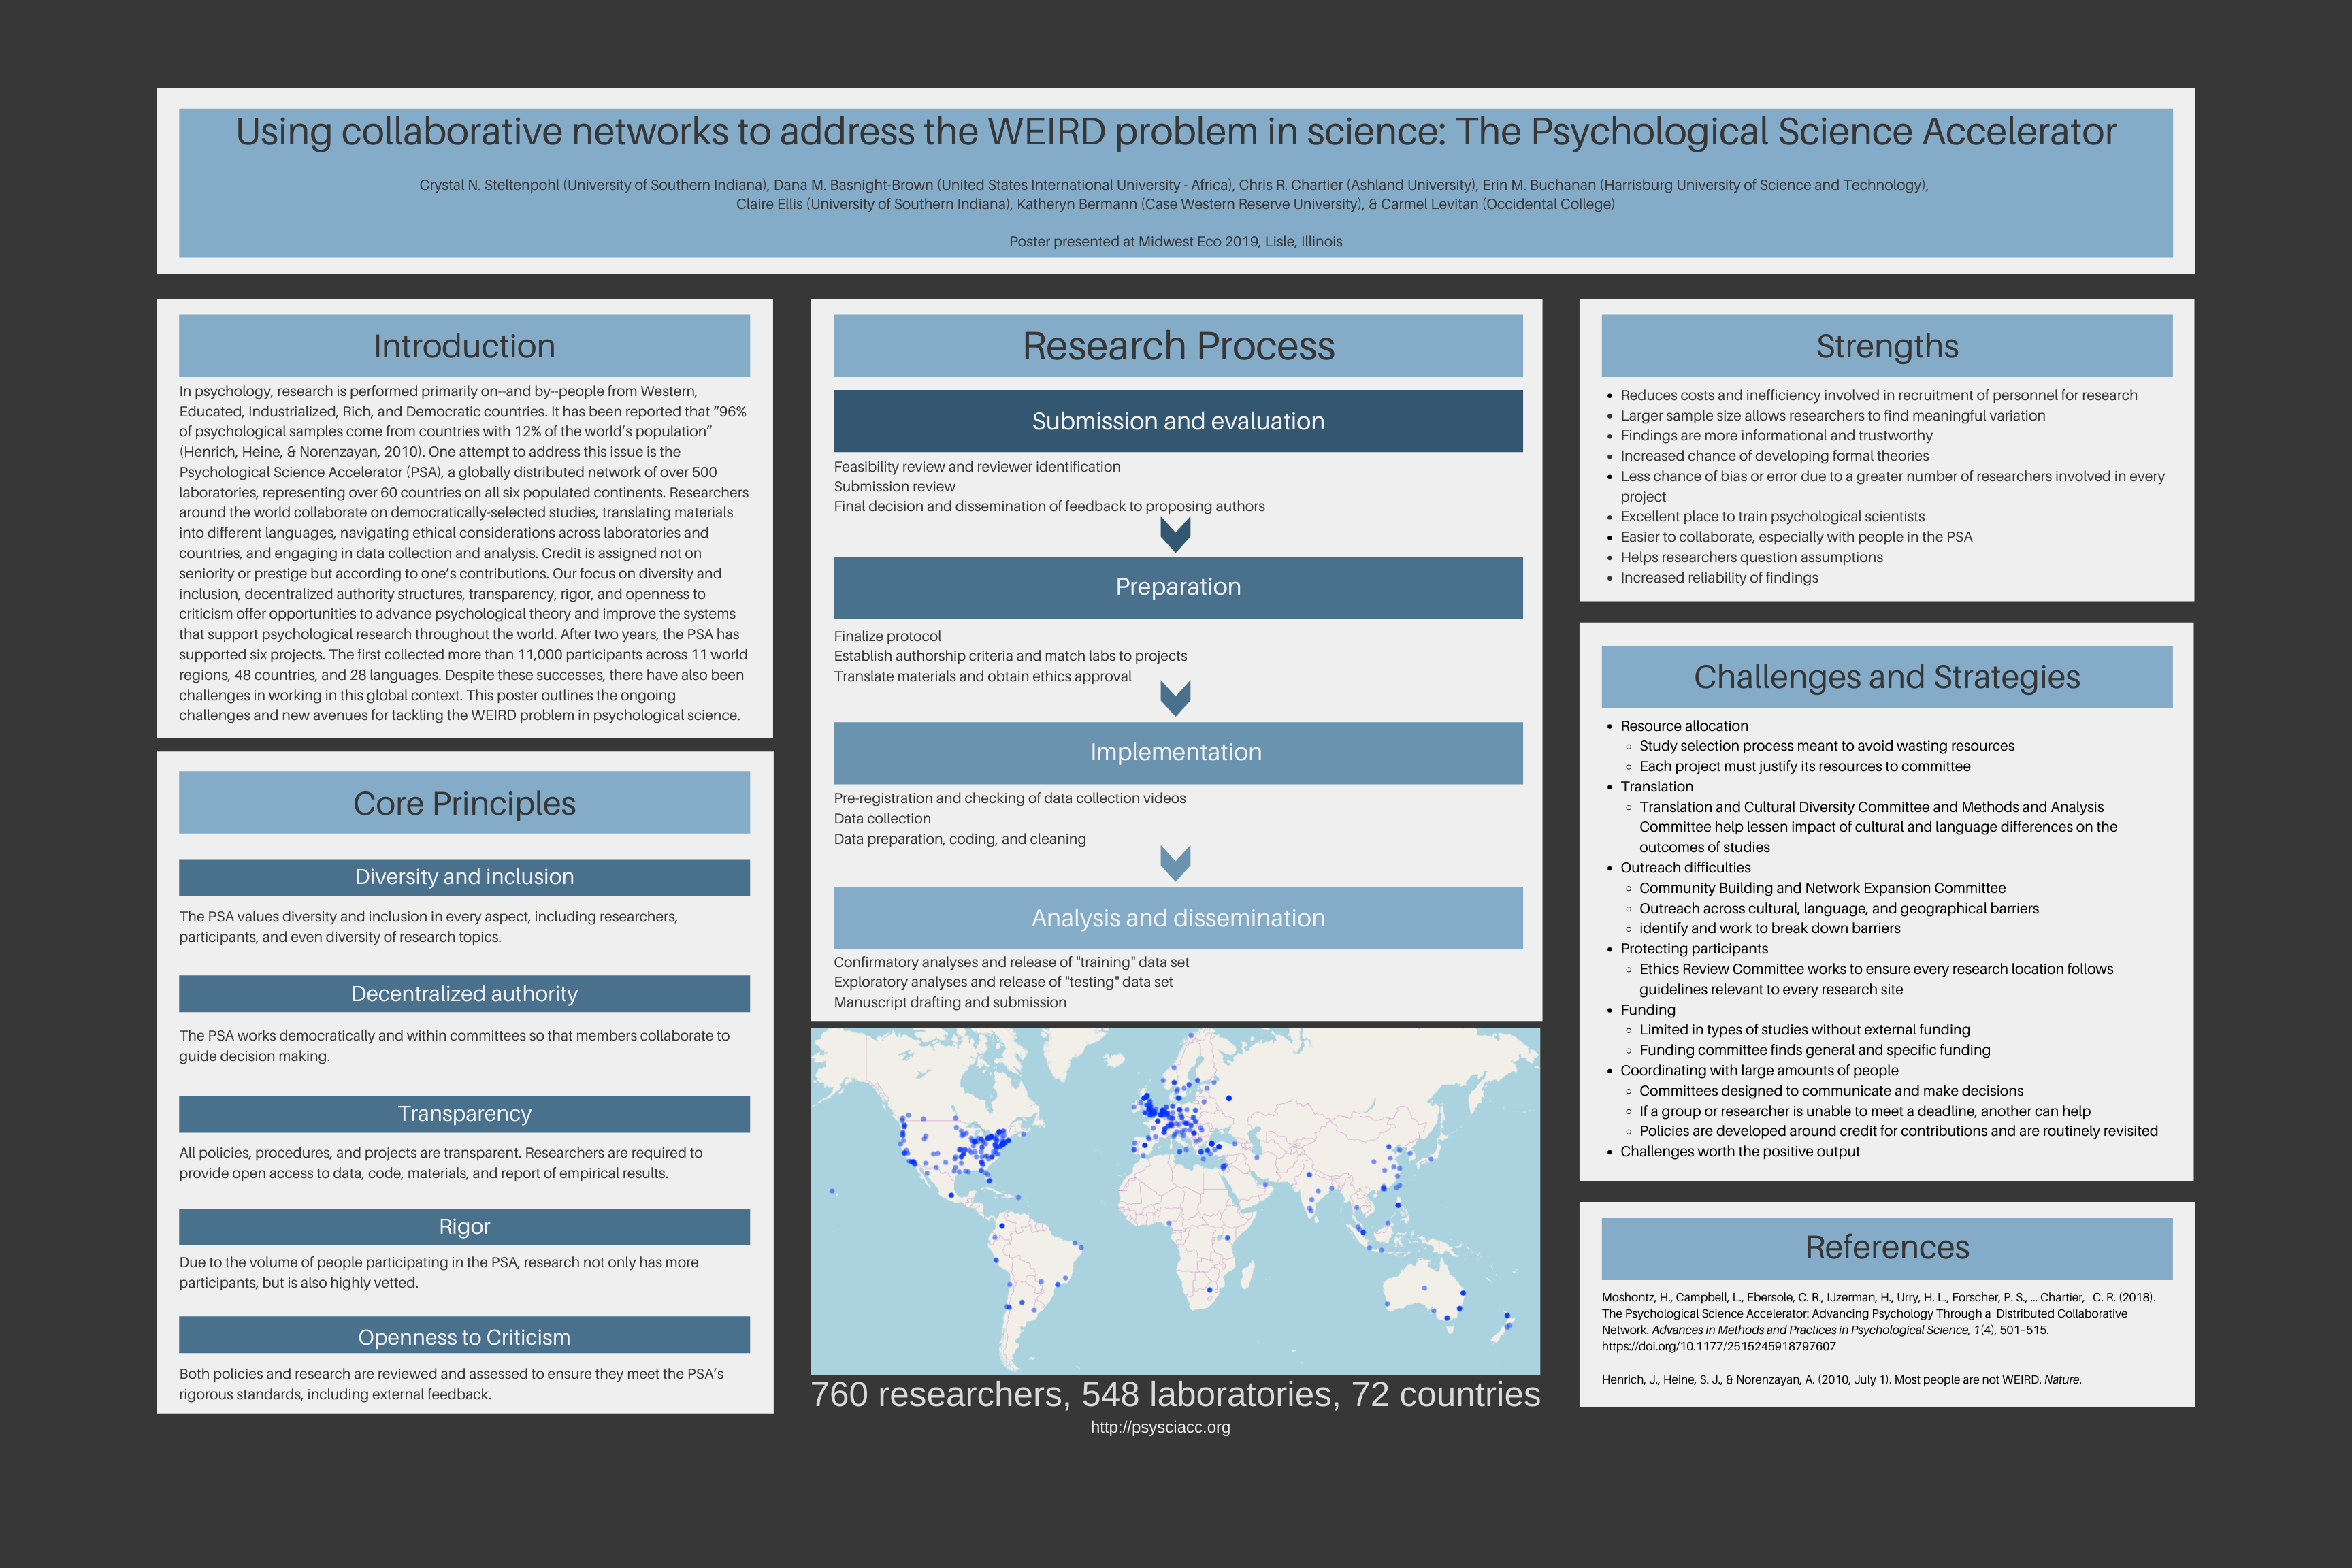 Using collaborative networks to address the WEIRD problem in science: The Psychological Science Accelerator
Crystal N. Steltenpohl (University of Southern Indiana), Dana M. Basnight-Brown (United States International University - Africa), Chris R. Chartier (Ashland University), Erin M. Buchanan (Harrisburg University of Science and Technology),
Claire Ellis (University of Southern Indiana), Katheryn Bermann (Case Western Reserve University), & Carmel Levitan (Occidental College)
Poster presented at Midwest Eco 2019, Lisle, Illinois
Introduction
In psychology, research is performed primarily on--and by--people from Western,
Educated, Industrialized, Rich, and Democratic countries. It has been reported that “96%
of psychological samples come from countries with 12% of the world’s population”
(Henrich, Heine, & Norenzayan, 2010). One attempt to address this issue is the
Psychological Science Accelerator (PSA), a globally distributed network of over 500
laboratories, representing over 60 countries on all six populated continents. Researchers
around the world collaborate on democratically-selected studies, translating materials
into different languages, navigating ethical considerations across laboratories and
countries, and engaging in data collection and analysis. Credit is assigned not on
seniority or prestige but according to one’s contributions. Our focus on diversity and
inclusion, decentralized authority structures, transparency, rigor, and openness to
criticism offer opportunities to advance psychological theory and improve the systems
that support psychological research throughout the world. After two years, the PSA has
supported six projects. The first collected more than 11,000 participants across 11 world
regions, 48 countries, and 28 languages. Despite these successes, there have also been
challenges in working in this global context. This poster outlines the ongoing
challenges and new avenues for tackling the WEIRD problem in psychological science.
Core Principles
Diversity and inclusion
The PSA values diversity and inclusion in every aspect, including researchers,
participants, and even diversity of research topics.
Decentralized authority
The PSA works democratically and within committees so that members collaborate to
guide decision making.
Transparency
All policies, procedures, and projects are transparent. Researchers are required to
provide open access to data, code, materials, and report of empirical results.
Rigor
Due to the volume of people participating in the PSA, research not only has more
participants, but is also highly vetted.
Openness to Criticism
Both policies and research are reviewed and assessed to ensure they meet the PSA’s
rigorous standards, including external feedback.
Research Process
Submission and evaluation
Feasibility review and reviewer identification
Submission review
Final decision and dissemination of feedback to proposing authors
Preparation
Finalize protocol
Establish authorship criteria and match labs to projects
Translate materials and obtain ethics approval
Implementation
Pre-registration and checking of data collection videos
Data collection
Data preparation, coding, and cleaning
Analysis and dissemination
Confirmatory analyses and release of "training" data set
Exploratory analyses and release of "testing" data set
Manuscript drafting and submission
760 researchers, 548 laboratories, 72 countries
http://psysciacc.org
Strengths
• Reduces costs and inefficiency involved in recruitment of personnel for research
• Larger sample size allows researchers to find meaningful variation
• Findings are more informational and trustworthy
• Increased chance of developing formal theories
• Less chance of bias or error due to a greater number of researchers involved in every
project
• Excellent place to train psychological scientists
• Easier to collaborate, especially with people in the PSA
• Helps researchers question assumptions
• Increased reliability of findings
Challenges and Strategies
• Resource allocation
◦ Study selection process meant to avoid wasting resources
◦ Each project must justify its resources to committee
• Translation
◦ Translation and Cultural Diversity Committee and Methods and Analysis
Committee help lessen impact of cultural and language differences on the
outcomes of studies
• Outreach difficulties
◦ Community Building and Network Expansion Committee
◦ Outreach across cultural, language, and geographical barriers
◦ identify and work to break down barriers
• Protecting participants
◦ Ethics Review Committee works to ensure every research location follows
guidelines relevant to every research site
• Funding
◦ Limited in types of studies without external funding
◦ Funding committee finds general and specific funding
• Coordinating with large amounts of people
◦ Committees designed to communicate and make decisions
◦ If a group or researcher is unable to meet a deadline, another can help
◦ Policies are developed around credit for contributions and are routinely revisited
• Challenges worth the positive output
References
Moshontz, H., Campbell, L., Ebersole, C. R., IJzerman, H., Urry, H. L., Forscher, P. S., ... Chartier, C. R. (2018).
The Psychological Science Accelerator: Advancing Psychology Through a Distributed Collaborative
Network. Advances in Methods and Practices in Psychological Science, 1(4), 501–515.
https://doi.org/10.1177/2515245918797607
Henrich, J., Heine, S. J., & Norenzayan, A. (2010, July 1). Most people are not WEIRD. Nature.